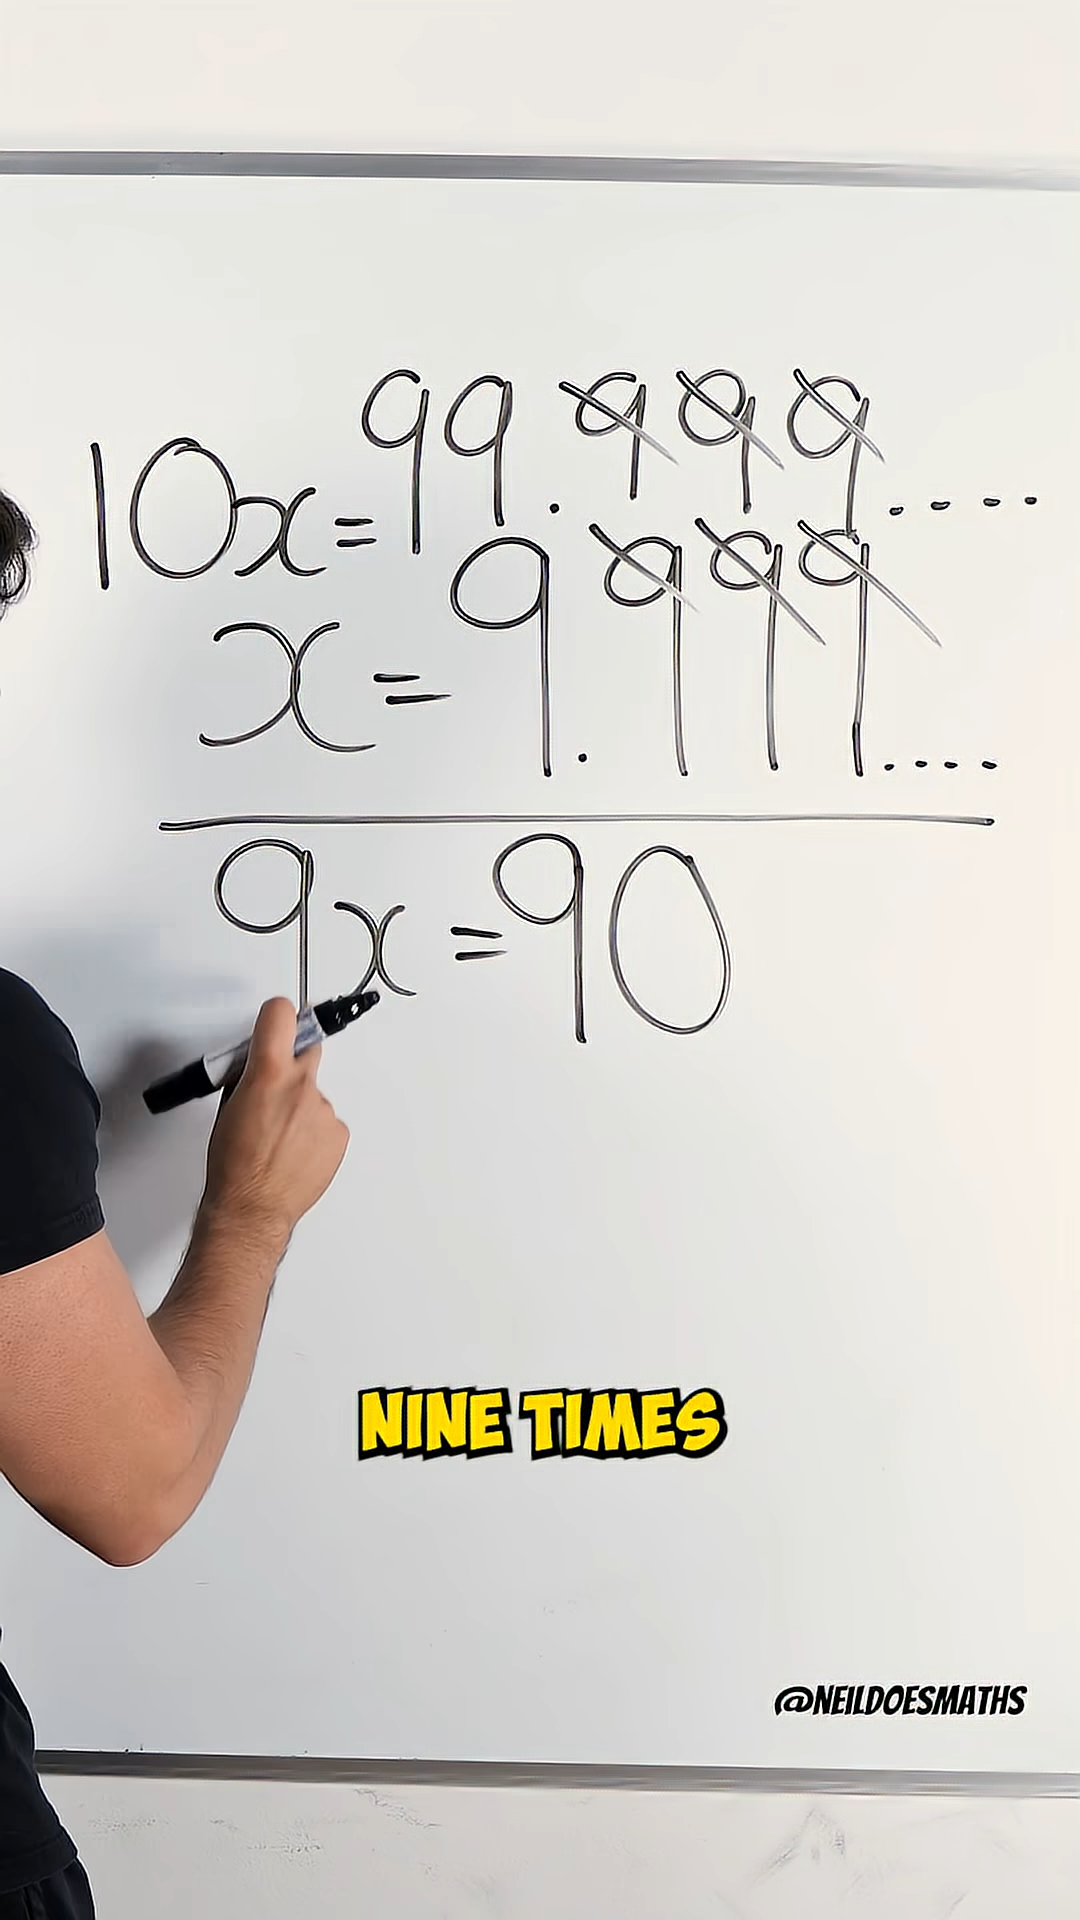 10x = 99.999.....
x = 9.999....
9x = 90
NINE TIMES
@NEILDOESMATHS